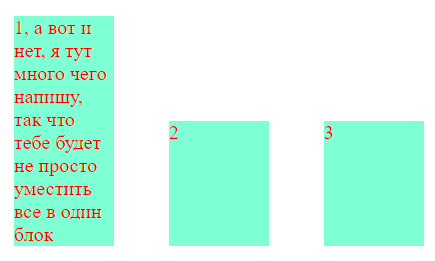 1, а вот и
нет, я тут
много чего
напишу,
так что
тебе будет
не просто
уместить
все в один
блок
2
3